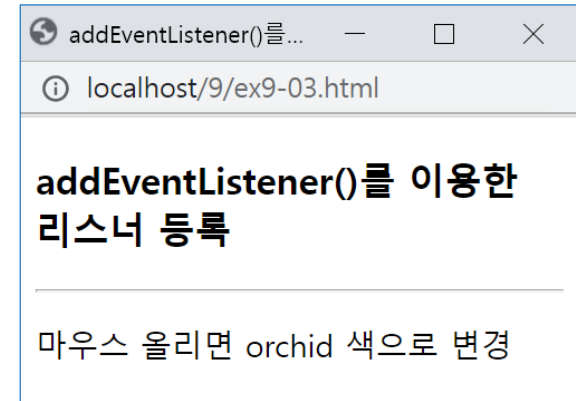 addEventListener()를...
localhost/9/ex9-03.html
addEventListener()를 이용한
리스너 등록
마우스 올리면 orchid 색으로 변경